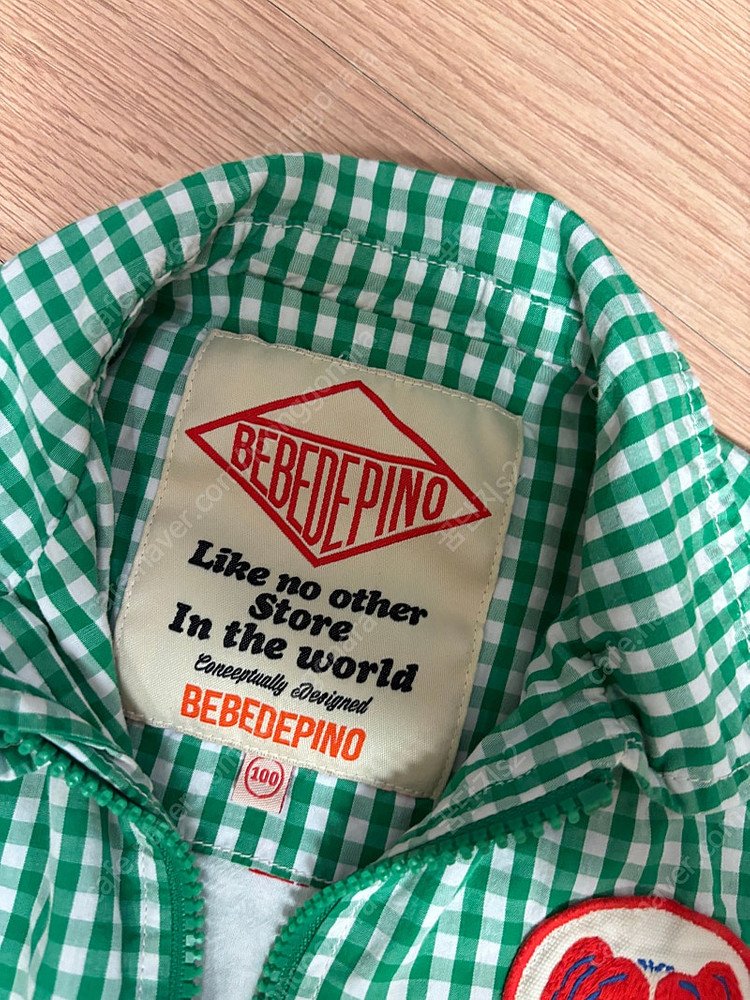 BEBEDEPINO
Like no other
Store
In the world
Conceptually Designed
BEBEDEPINO
100